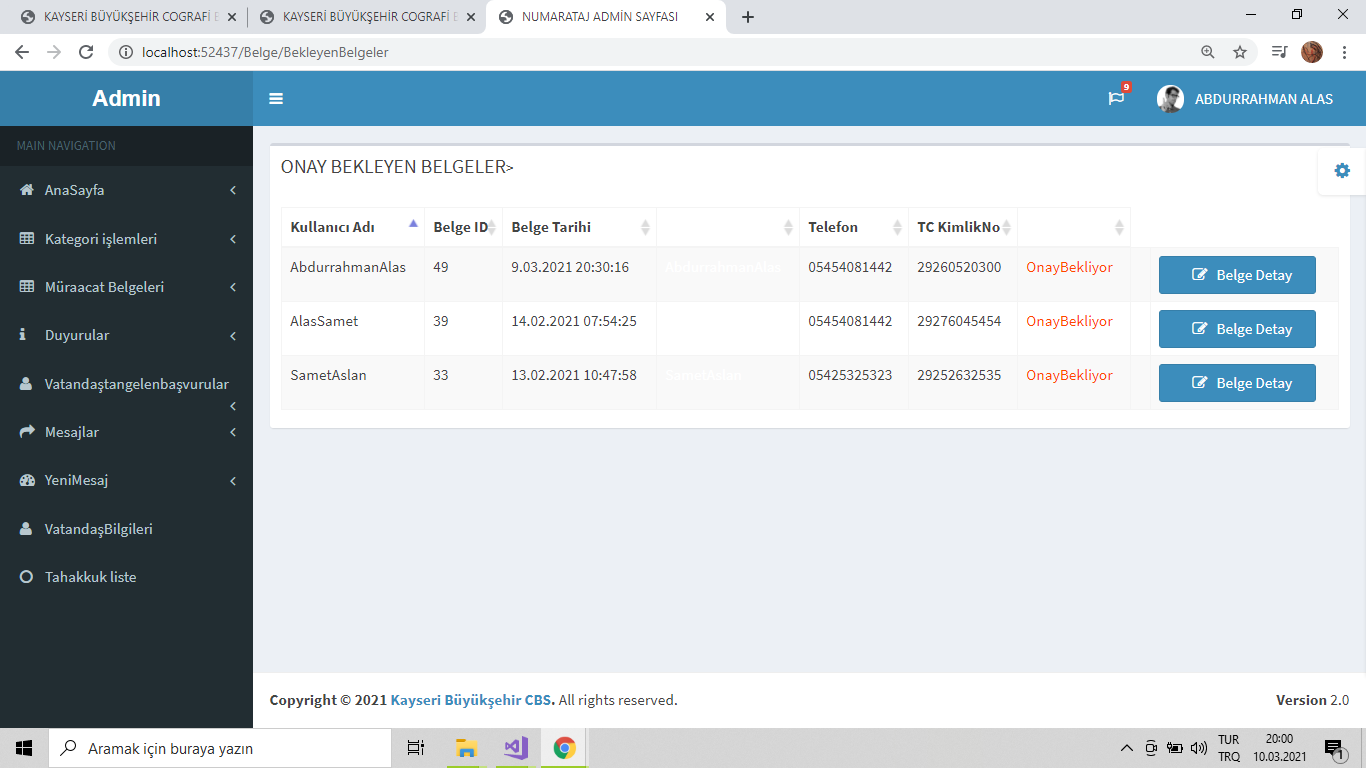 KAYSERİ BÜYÜKŞEHİR COGRAFİ
KAYSERİ BÜYÜKŞEHİR COGRAFİ
NUMARATAJ ADMİN SAYFASI
localhost:52437/Belge/BekleyenBelgeler
Admin
9
ABDURRAHMAN ALAS
MAIN NAVIGATION
AnaSayfa
Kategori işlemleri
Müraacat Belgeleri
Duyurular
Vatandaştangelenbaşvurular
Mesajlar
YeniMesaj
VatandaşBilgileri
Tahakkuk liste
ONAY BEKLEYEN BELGELER>
Kullanıcı Adı Belge ID Belge Tarihi Telefon TC KimlikNo
AbdurrahmanAlas 49 9.03.2021 20:30:16 AbdurrahmanAlas 05454081442 29260520300 OnayBekliyor Belge Detay
AlasSamet 39 14.02.2021 07:54:25 05454081442 29276045454 OnayBekliyor Belge Detay
SametAslan 33 13.02.2021 10:47:58 SametAslan 05425325323 29252632535 OnayBekliyor Belge Detay
Copyright © 2021 Kayseri Büyükşehir CBS. All rights reserved.
Version 2.0
Aramak için buraya yazın
TUR
TRQ
20:00
10.03.2021
1